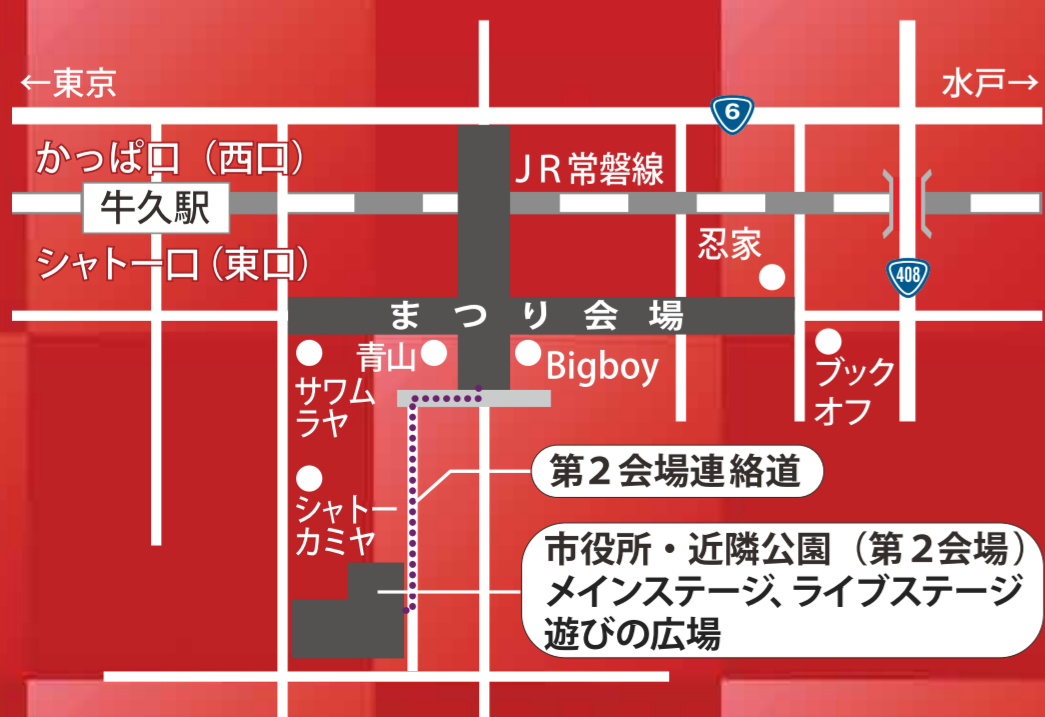 ←東京
水戸→
6
かっぱ口（西口）
JR常磐線
牛久駅
シャトー口（東口）
忍家
408
まつり会場
青山
Bigboy
サワム
ラヤ
ブック
オフ
第2会場連絡道
シャトー
カミヤ
市役所・近隣公園（第2会場）
メインステージ、ライブステージ
遊びの広場